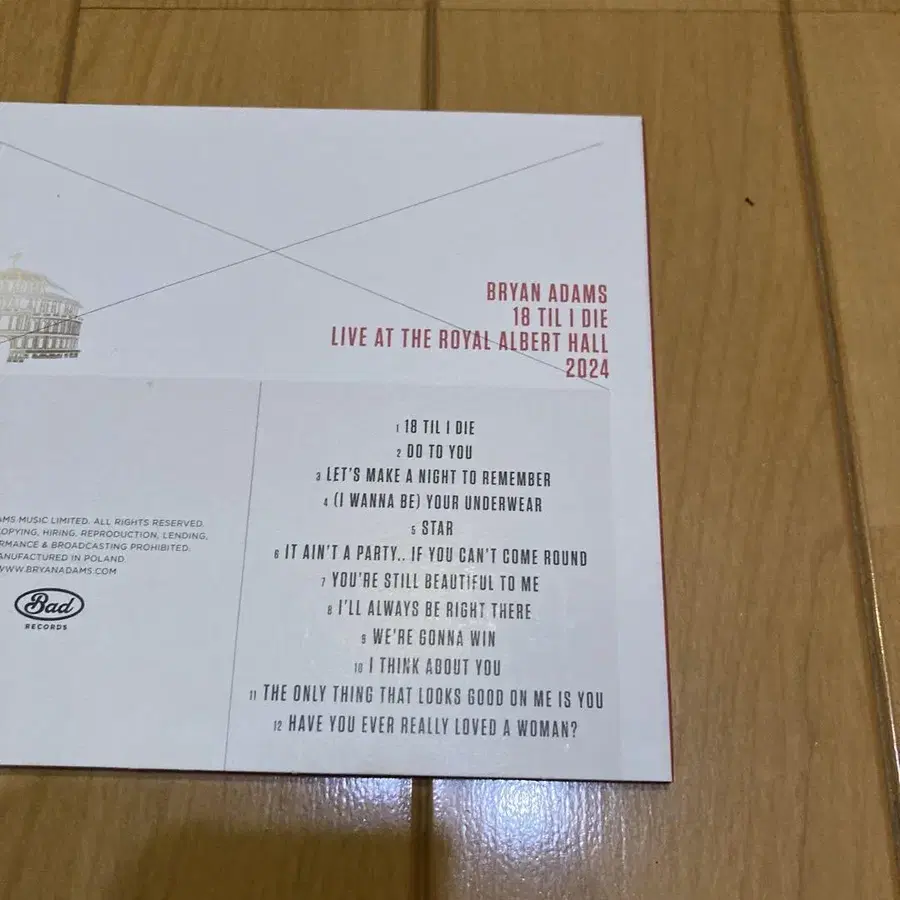 BRYAN ADAMS
18 TIL I DIE
LIVE AT THE ROYAL ALBERT HALL
2024
1 18 TIL I DIE
2 DO TO YOU
3 LET'S MAKE A NIGHT TO REMEMBER
4 (I WANNA BE) YOUR UNDERWEAR
5 STAR
6 IT AIN'T A PARTY.. IF YOU CAN'T COME ROUND
7 YOU'RE STILL BEAUTIFUL TO ME
8 I'LL ALWAYS BE RIGHT THERE
9 WE'RE GONNA WIN
10 I THINK ABOUT YOU
11 THE ONLY THING THAT LOOKS GOOD ON ME IS YOU
12 HAVE YOU EVER REALLY LOVED A WOMAN?
AMS MUSIC LIMITED. ALL RIGHTS RESERVED.
OPYING, HIRING, REPRODUCTION, LENDING,
RMANCE & BROADCASTING PROHIBITED.
ANUFACTURED IN POLAND.
WWW.BRYANADAMS.COM
Bad
RECORDS